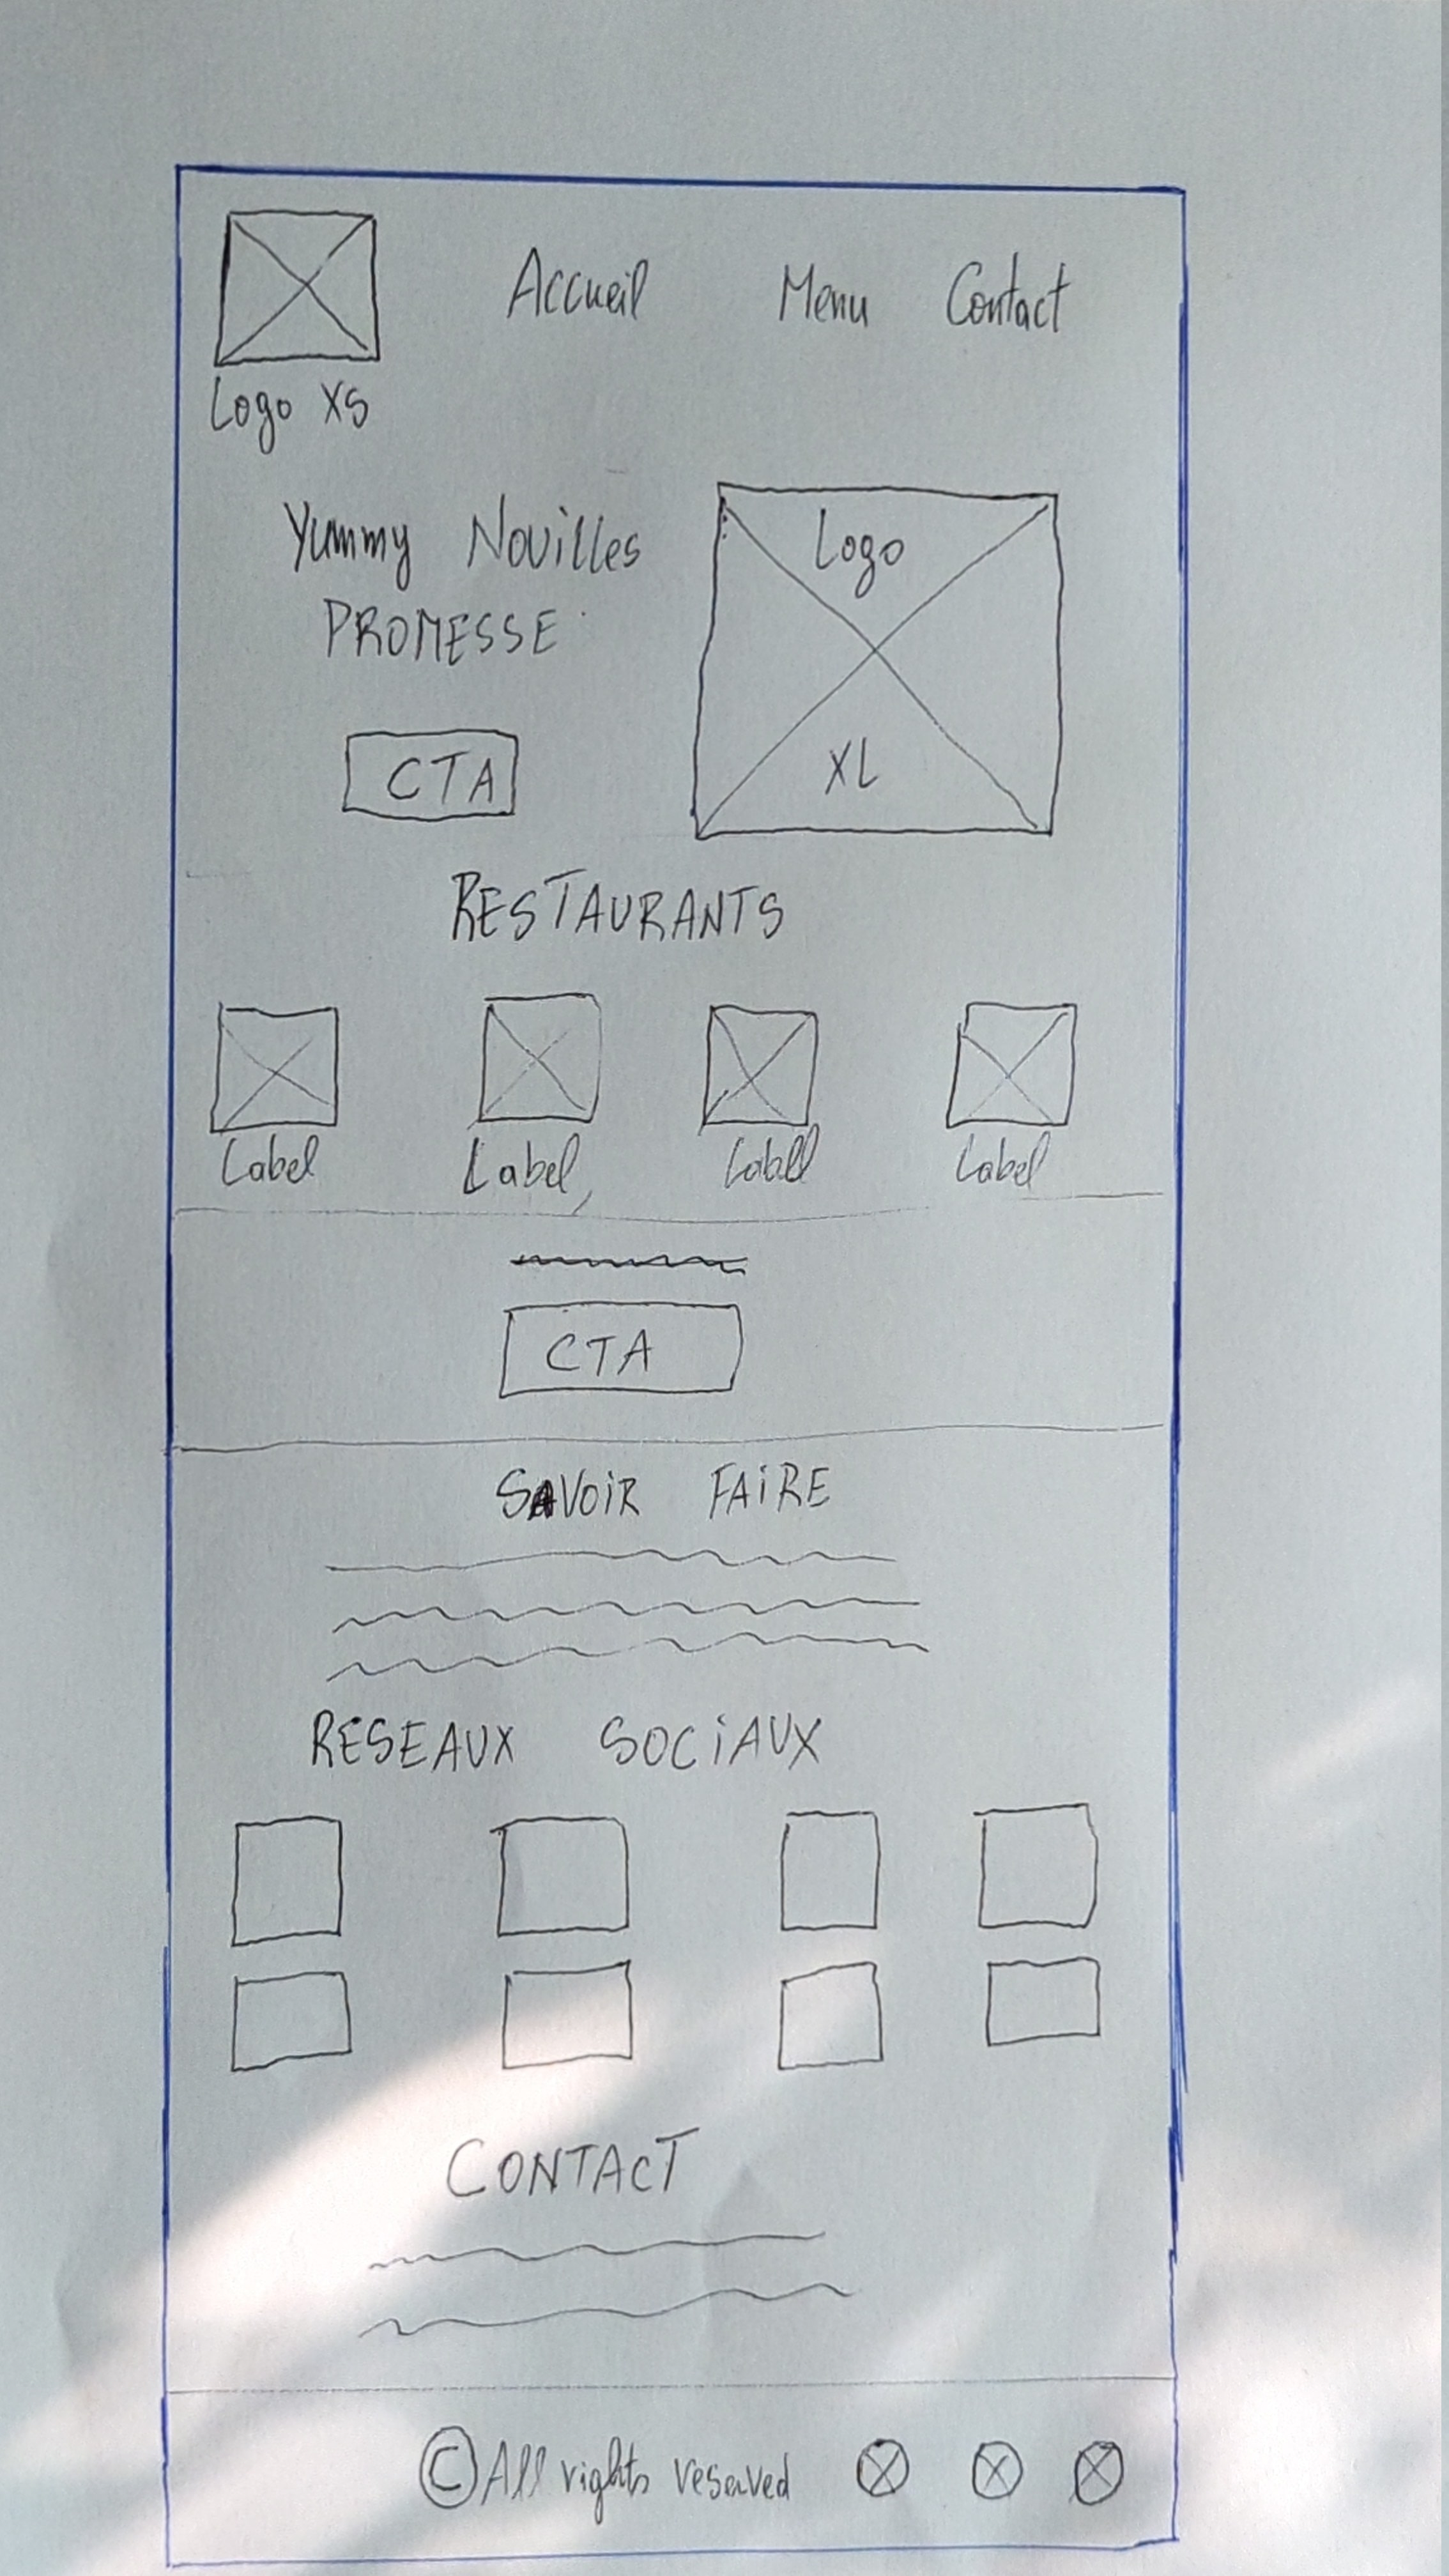 Accueil Menu Contact
Logo XS
Yummy Nouilles
PROMESSE
Logo
XL
CTA
RESTAURANTS
Label Label Labell Label
CTA
SAVOIR FAIRE
RESEAUX SOCIAUX
CONTACT
© All rights reserved